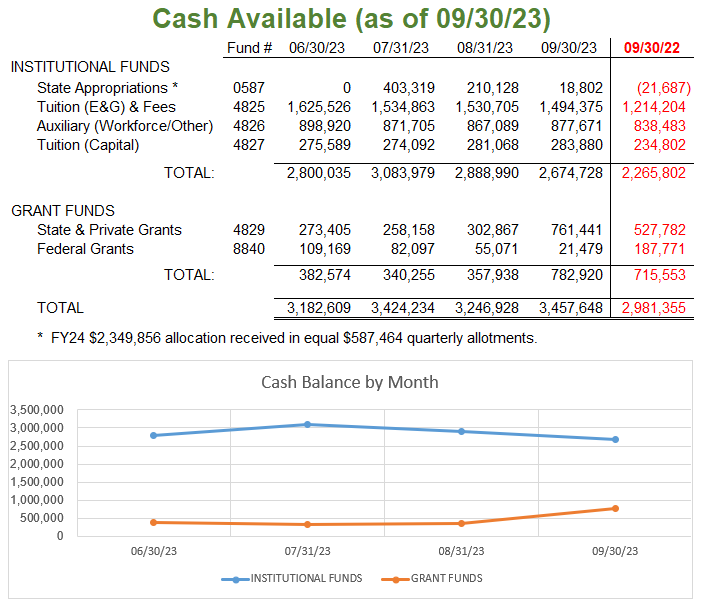 Cash Available (as of 09/30/23)
Fund # 06/30/23 07/31/23 08/31/23 09/30/23 09/30/22
INSTITUTIONAL FUNDS
State Appropriations * 0587 0 403,319 210,128 18,802 (21,687)
Tuition (E&G) & Fees 4825 1,625,526 1,534,863 1,530,705 1,494,375 1,214,204
Auxiliary (Workforce/Other) 4826 898,920 871,705 867,089 877,671 838,483
Tuition (Capital) 4827 275,589 274,092 281,068 283,880 234,802
TOTAL: 2,800,035 3,083,979 2,888,990 2,674,728 2,265,802
GRANT FUNDS
State & Private Grants 4829 273,405 258,158 302,867 761,441 527,782
Federal Grants 8840 109,169 82,097 55,071 21,479 187,771
TOTAL: 382,574 340,255 357,938 782,920 715,553
TOTAL 3,182,609 3,424,234 3,246,928 3,457,648 2,981,355
* FY24 $2,349,856 allocation received in equal $587,464 quarterly allotments.
Cash Balance by Month
3,500,000
3,000,000
2,500,000
2,000,000
1,500,000
1,000,000
500,000
0
06/30/23 07/31/23 08/31/23 09/30/23
INSTITUTIONAL FUNDS GRANT FUNDS